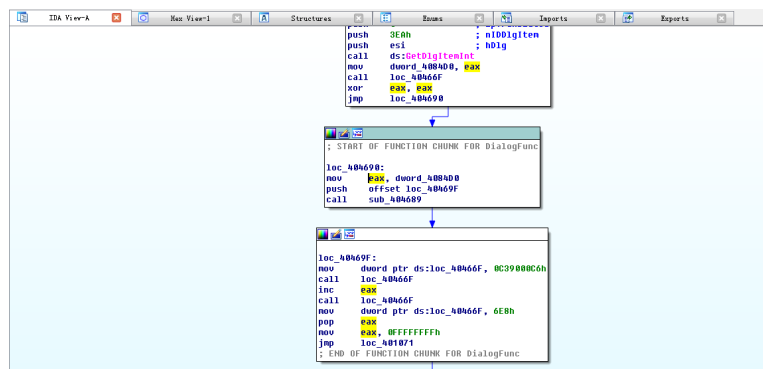 IDA View-A
Hex View-1
Structures
Enums
Imports
Exports
push 3EAh ; nIDDlgItem
push esi ; hDlg
call ds:GetDlgItemInt
mov dword_4084D0, eax
call loc_40466F
xor eax, eax
jmp loc_404690
; START OF FUNCTION CHUNK FOR DialogFunc
loc_404690:
mov eax, dword_4084D0
push offset loc_40469F
call sub_404689
loc_40469F:
mov dword ptr ds:loc_40466F, 0C39000C6h
call loc_40466F
inc eax
call loc_40466F
mov dword ptr ds:loc_40466F, 6E8h
pop eax
mov eax, 0FFFFFFFFh
jmp loc_401071
; END OF FUNCTION CHUNK FOR DialogFunc